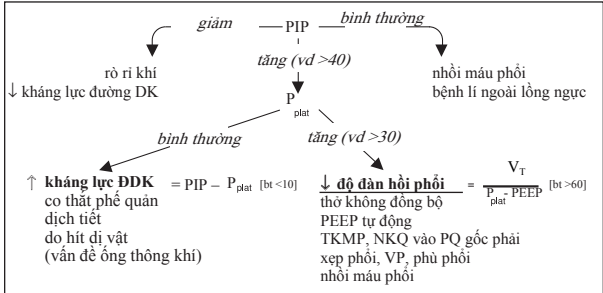 giảm PIP bình thường
rò rỉ khí
↓ kháng lực đường DK
tăng (vd >40)
nhồi máu phổi
bệnh lí ngoài lồng ngực
P plat
bình thường
tăng (vd >30)
↑ kháng lực ĐDK = PIP – Pplat [bt <10]
co thắt phế quản
dịch tiết
do hít dị vật
(vấn đề ống thông khí)
↓ độ đàn hồi phổi = VT / Pplat - PEEP [bt >60]
thở không đồng bộ
PEEP tự động
TKMP, NKQ vào PQ gốc phải
xẹp phổi, VP, phù phổi
nhồi máu phổi